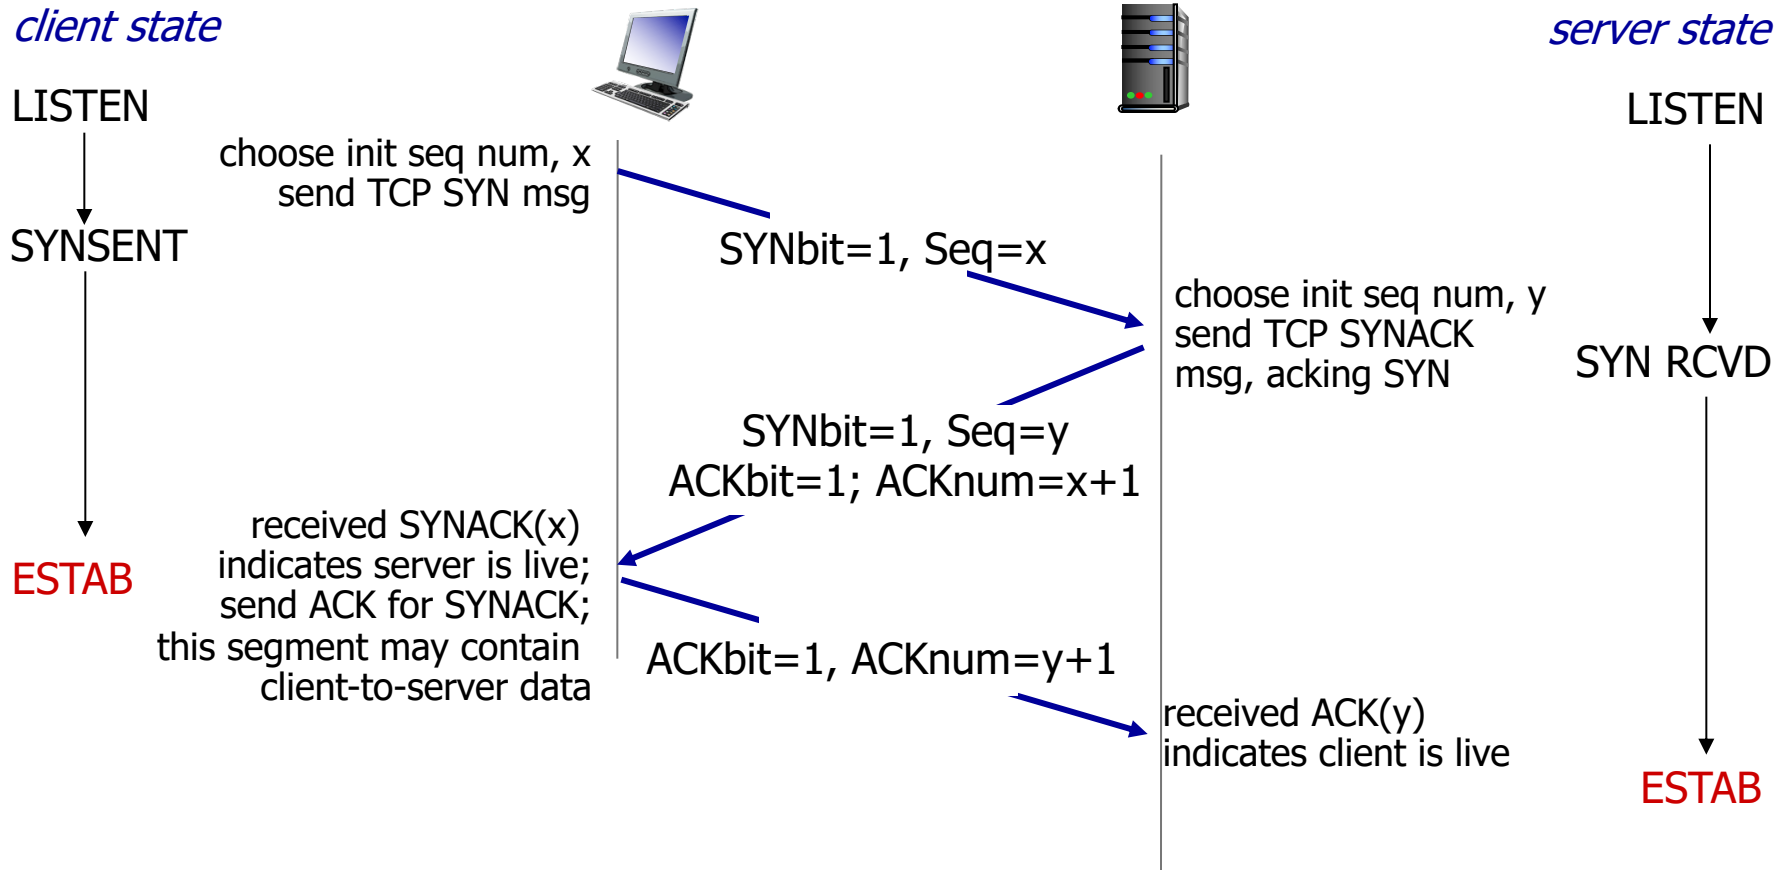 client state
server state
LISTEN
LISTEN
choose init seq num, x
send TCP SYN msg
SYNSENT
SYNbit=1, Seq=x
choose init seq num, y
send TCP SYNACK
msg, acking SYN
SYN RCVD
SYNbit=1, Seq=y
ACKbit=1; ACKnum=x+1
received SYNACK(x)
indicates server is live;
send ACK for SYNACK;
this segment may contain
client-to-server data
ESTAB
ACKbit=1, ACKnum=y+1
received ACK(y)
indicates client is live
ESTAB